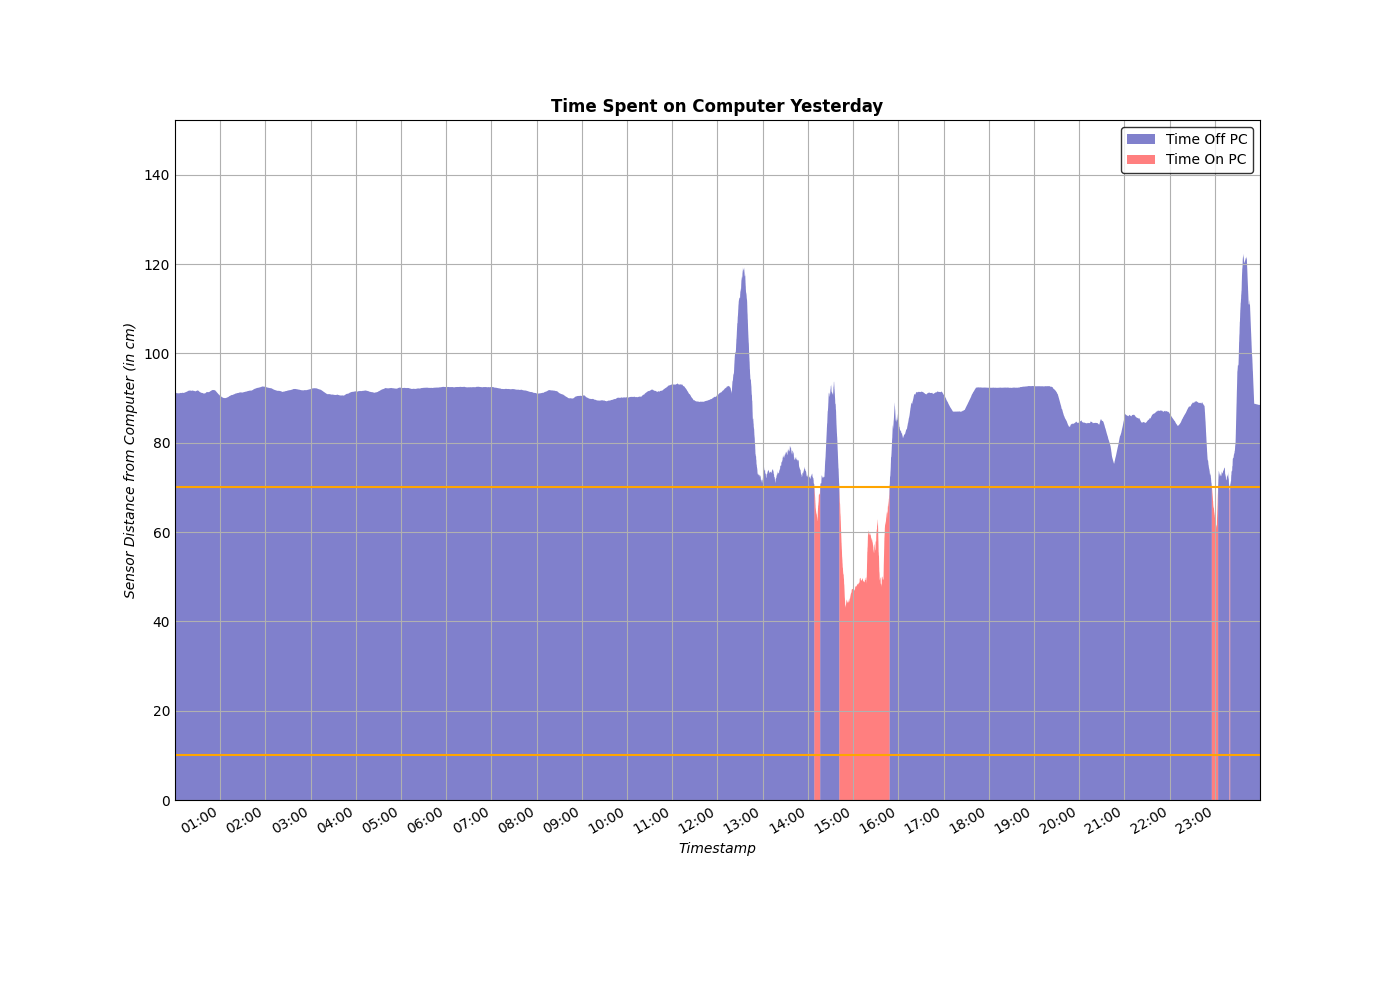 Time Spent on Computer Yesterday
Time Off PC
Time On PC
140
120
100
80
60
40
20
0
Sensor Distance from Computer (in cm)
01:00 02:00 03:00 04:00 05:00 06:00 07:00 08:00 09:00 10:00 11:00 12:00 13:00 14:00 15:00 16:00 17:00 18:00 19:00 20:00 21:00 22:00 23:00
Timestamp